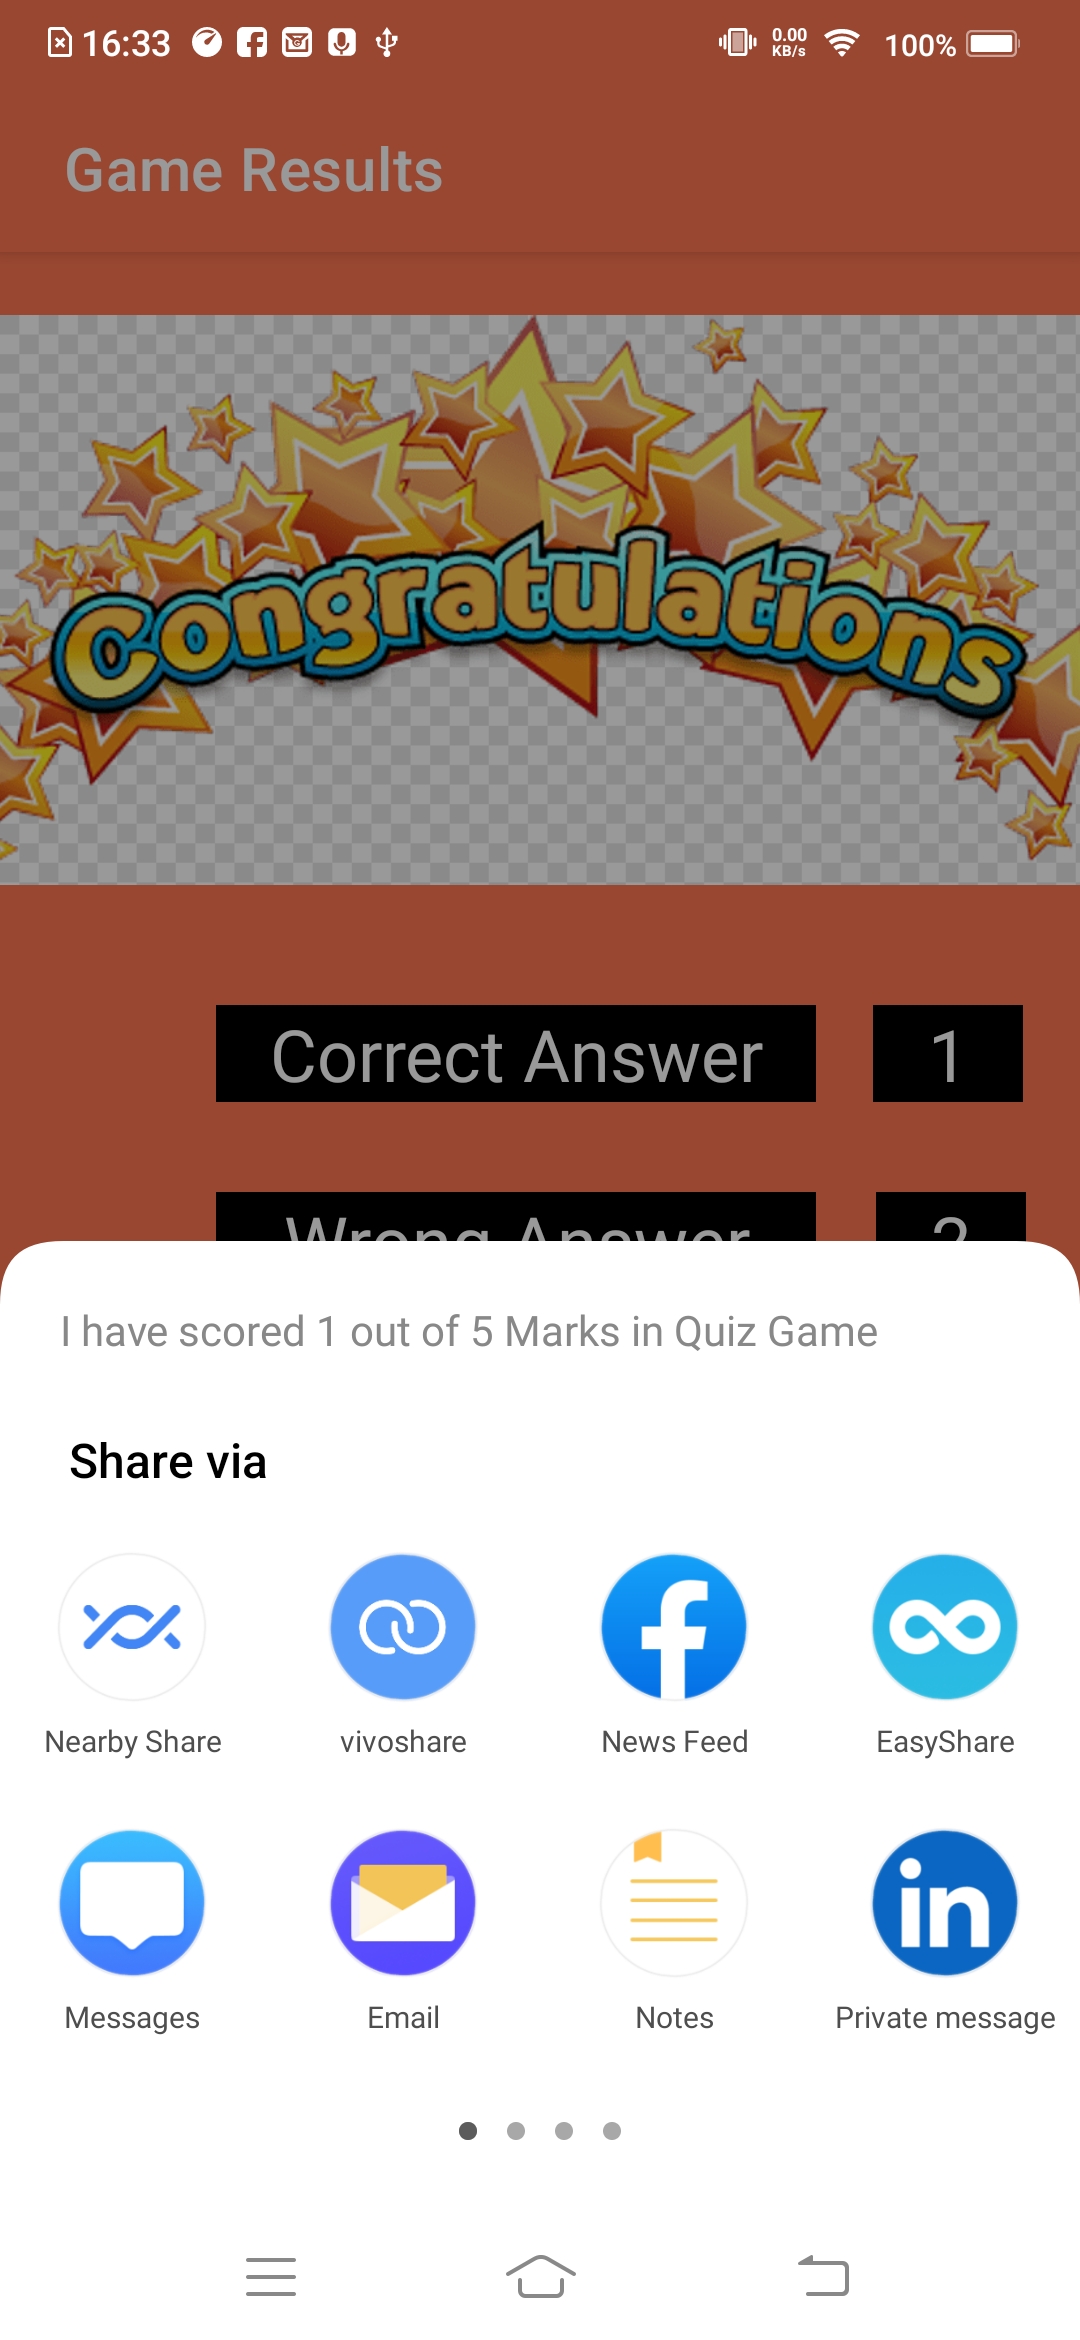 16:33
0.00
KB/s
100%
Game Results
Congratulations
Correct Answer 1
Wrong Answer 2
I have scored 1 out of 5 Marks in Quiz Game
Share via
Nearby Share vivoshare News Feed EasyShare
Messages Email Notes Private message